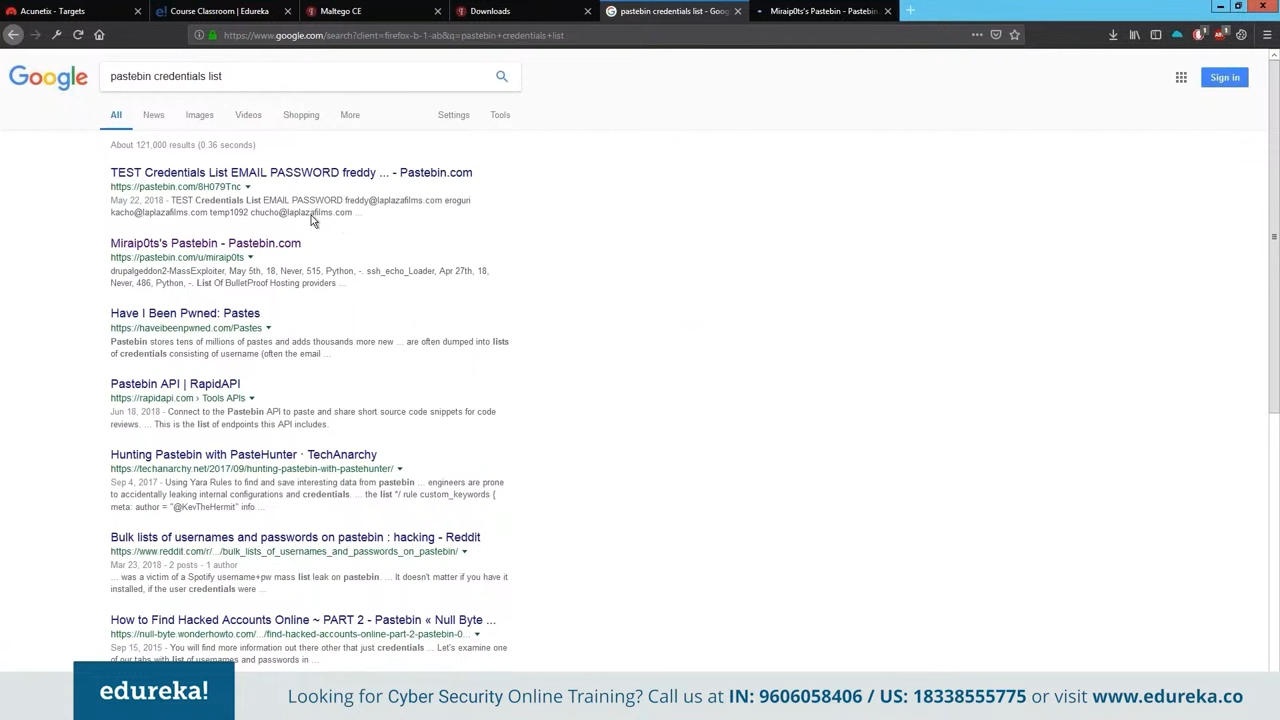 Acunetix - Targets
Course Classroom | Edureka
Maltego CE
Downloads
pastebin credentials list - Goog
Miraip0ts's Pastebin - Pastebin.com
https://www.google.com/search?client=firefox-b-1-ab&q=pastebin+credentials+list
Google
pastebin credentials list
Sign in
All News Images Videos Shopping More Settings Tools
About 121,000 results (0.36 seconds)
TEST Credentials List EMAIL PASSWORD freddy ... - Pastebin.com
https://pastebin.com/8H079Tnc
May 22, 2018 - TEST Credentials List EMAIL PASSWORD freddy@laplazafilms.com eroguri
kacho@laplazafilms.com temp1092 chucho@laplazafilms.com ...
Miraip0ts's Pastebin - Pastebin.com
https://pastebin.com/u/miraip0ts
drupalgeddon2-MassExploiter, May 5th, 18, Never, 515, Python, -. ssh_echo_Loader, Apr 27th, 18,
Never, 486, Python, -. List Of BulletProof Hosting providers ...
Have I Been Pwned: Pastes
https://haveibeenpwned.com/Pastes
Pastebin stores tens of millions of pastes and adds thousands more new ... are often dumped into lists
of credentials consisting of username (often the email ...
Pastebin API | RapidAPI
https://rapidapi.com › Tools APIs
Jun 18, 2018 - Connect to the Pastebin API to paste and share short source code snippets for code
reviews. ... This is the list of endpoints this API includes.
Hunting Pastebin with PasteHunter · TechAnarchy
https://techanarchy.net/2017/09/hunting-pastebin-with-pastehunter/
Sep 4, 2017 - Using Yara Rules to find and save interesting data from pastebin ... engineers are prone
to accidentally leaking internal configurations and credentials. ... the list */ rule custom_keywords {
meta: author = "@KevTheHermit" info ...
Bulk lists of usernames and passwords on pastebin : hacking - Reddit
https://www.reddit.com/r/.../bulk_lists_of_usernames_and_passwords_on_pastebin/
Mar 23, 2018 - 2 posts - 1 author
... was a victim of a Spotify username+pw mass list leak on pastebin. ... It doesn't matter if you have it
installed, if the user credentials were ...
How to Find Hacked Accounts Online ~ PART 2 - Pastebin « Null Byte ...
https://null-byte.wonderhowto.com/.../find-hacked-accounts-online-part-2-pastebin-0...
Sep 15, 2015 - You will find more information out there other that just credentials ... Let's examine one
of our tabs with list of usernames and passwords in ...
edureka!
Looking for Cyber Security Online Training? Call us at IN: 9606058406 / US: 18338555775 or visit www.edureka.co